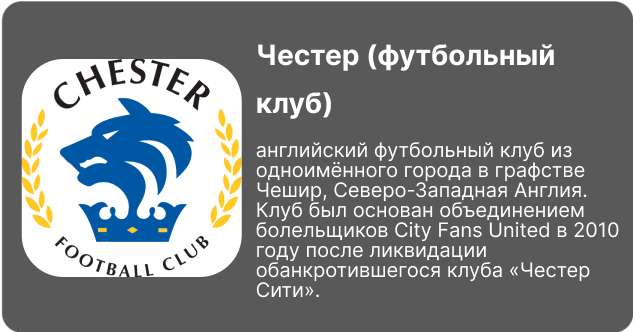 CHESTER
FOOTBALL CLUB
Честер (футбольный
клуб)
английский футбольный клуб из
одноимённого города в графстве
Чешир, Северо-Западная Англия.
Клуб был основан объединением
болельщиков City Fans United в 2010
году после ликвидации
обанкротившегося клуба «Честер
Сити».